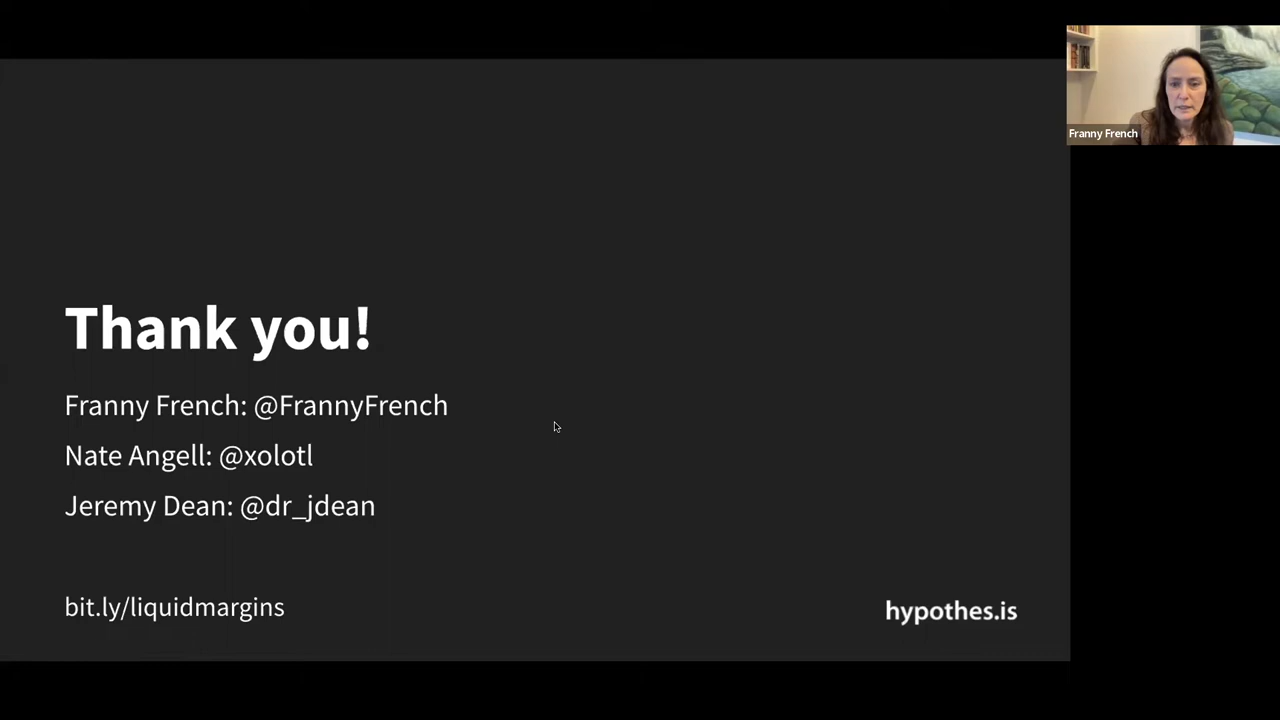 Franny French
Thank you!
Franny French: @FrannyFrench
Nate Angell: @xolotl
Jeremy Dean: @dr_jdean
bit.ly/liquidmargins
hypothes.is